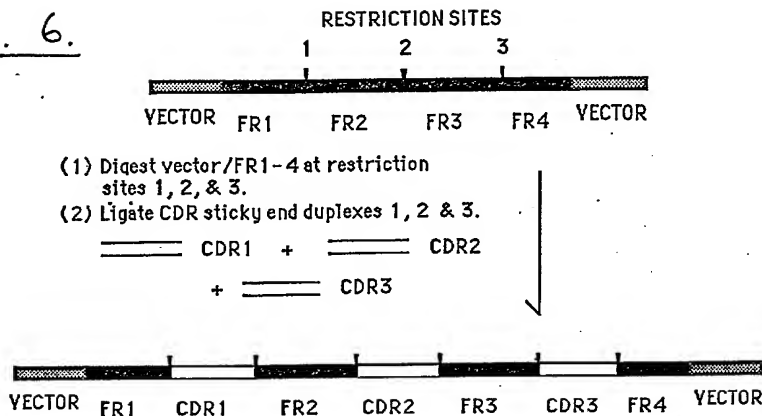 . 6.
RESTRICTION SITES
1 2 3
VECTOR FR1 FR2 FR3 FR4 VECTOR
(1) Digest vector/FR1-4 at restriction
sites 1, 2, & 3.
(2) Ligate CDR sticky end duplexes 1, 2 & 3.
CDR1 + CDR2
+ CDR3
VECTOR FR1 CDR1 FR2 CDR2 FR3 CDR3 FR4 VECTOR